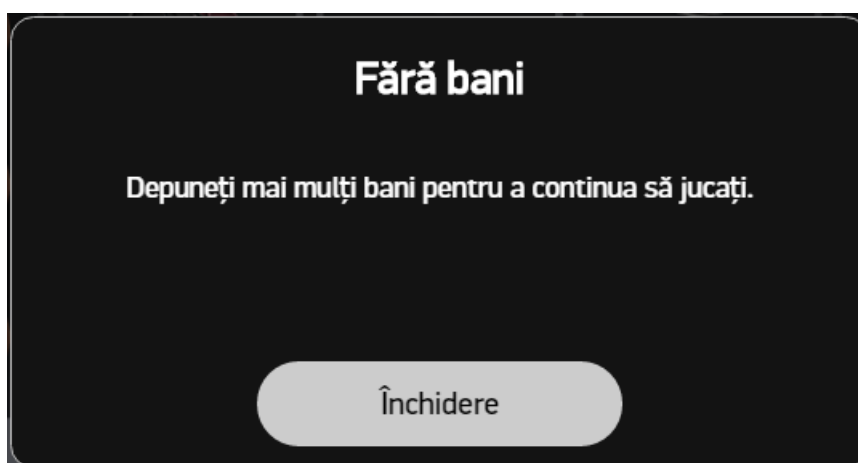 Fără bani
Depuneți mai mulți bani pentru a continua să jucați.
Închidere